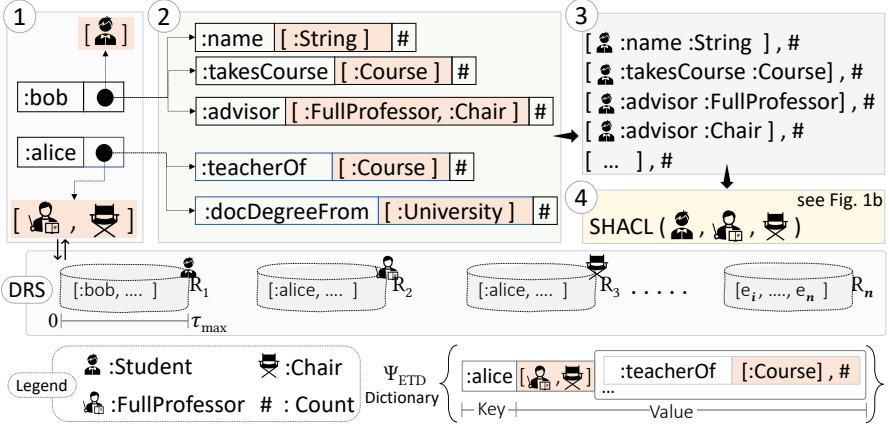 1
2
3
[ ]
:name [ :String ] #
:takesCourse [ :Course ] #
:bob
:advisor [ :FullProfessor, :Chair ] #
:alice
:teacherOf [ :Course ] #
:docDegreeFrom [ :University ] #
[ , ]
[ :name :String ] , #
[ :takesCourse :Course] , #
[ :advisor :FullProfessor] , #
[ :advisor :Chair ] , #
[ ... ] , #
4
see Fig. 1b
SHACL ( , , )
DRS
[:bob, .... ] R1
[:alice, .... ] R2
[:alice, .... ] R3
. . . . .
[ei, ...., en ] Rn
0 τmax
Legend
:Student
:Chair
:FullProfessor
# : Count
ΨETD
Dictionary
{ :alice [ , ] :teacherOf [:Course] , # }
...
Key Value